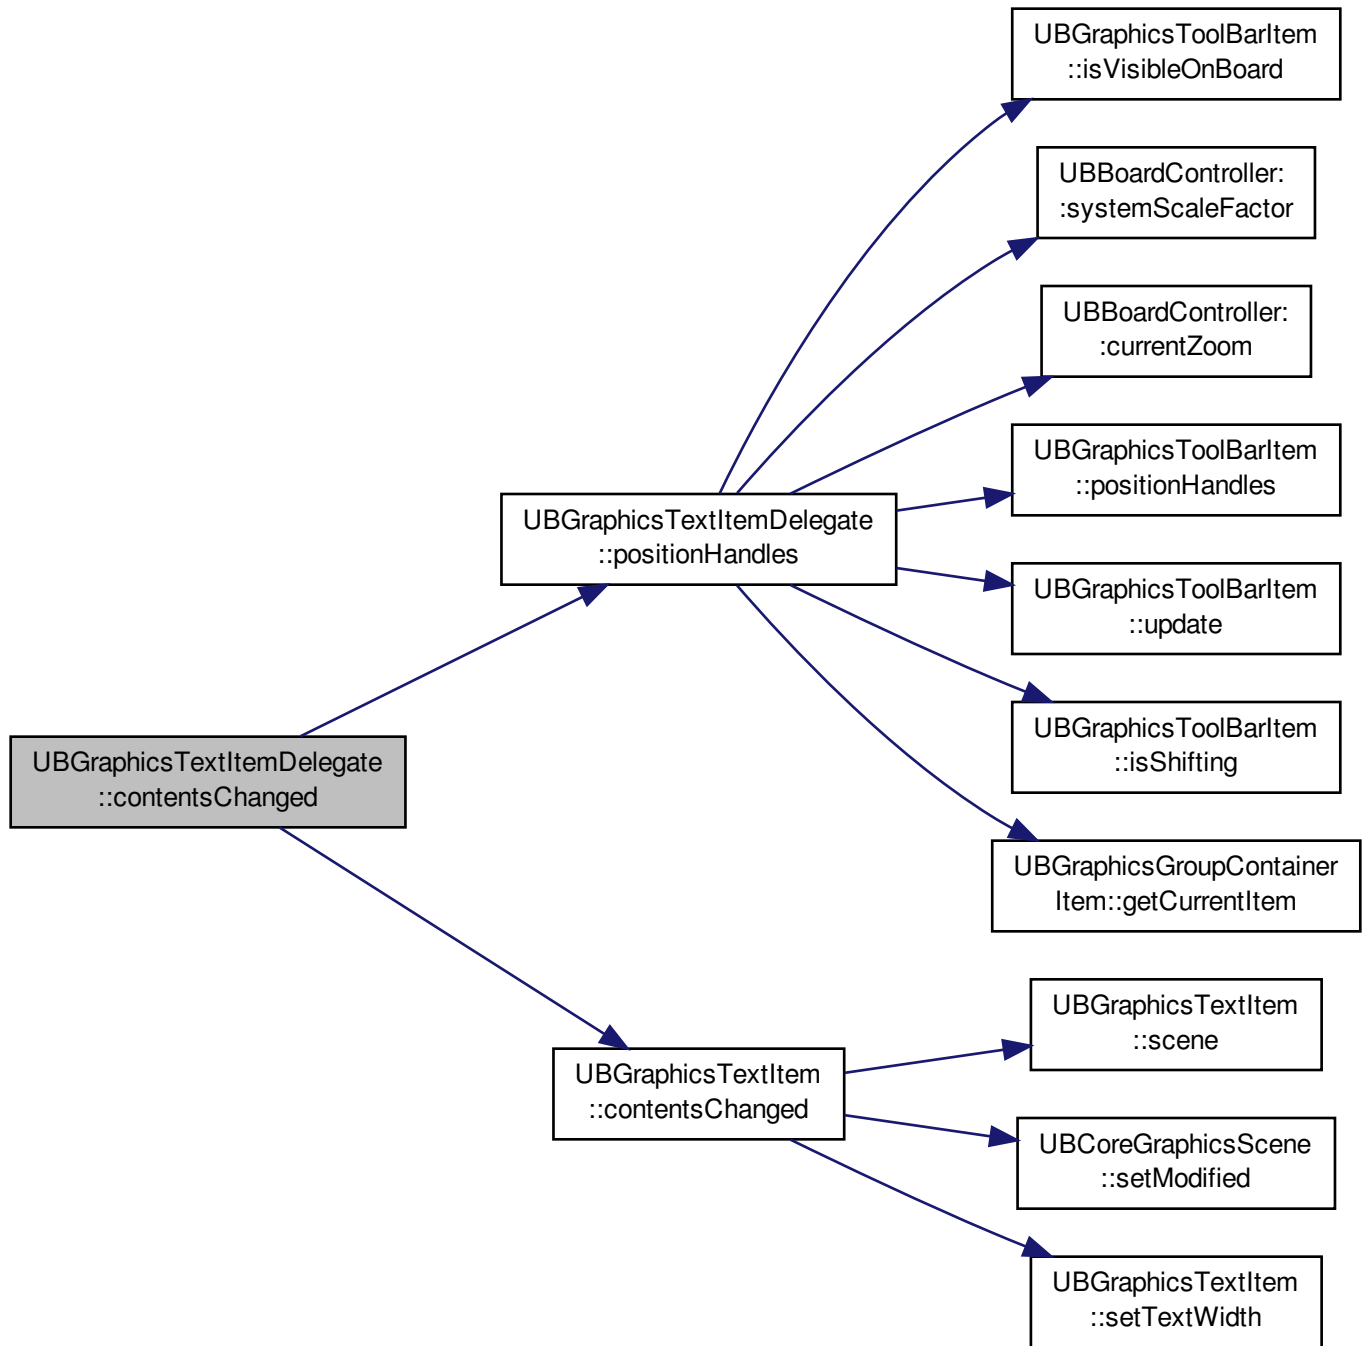 UBGraphicsToolBarItem
::isVisibleOnBoard
UBBoardController:
:systemScaleFactor
UBBoardController:
:currentZoom
UBGraphicsToolBarItem
::positionHandles
UBGraphicsTextItemDelegate
::positionHandles
UBGraphicsToolBarItem
::update
UBGraphicsToolBarItem
::isShifting
UBGraphicsTextItemDelegate
::contentsChanged
UBGraphicsGroupContainer
Item::getCurrentItem
UBGraphicsTextItem
::scene
UBGraphicsTextItem
::contentsChanged
UBCoreGraphicsScene
::setModified
UBGraphicsTextItem
::setTextWidth